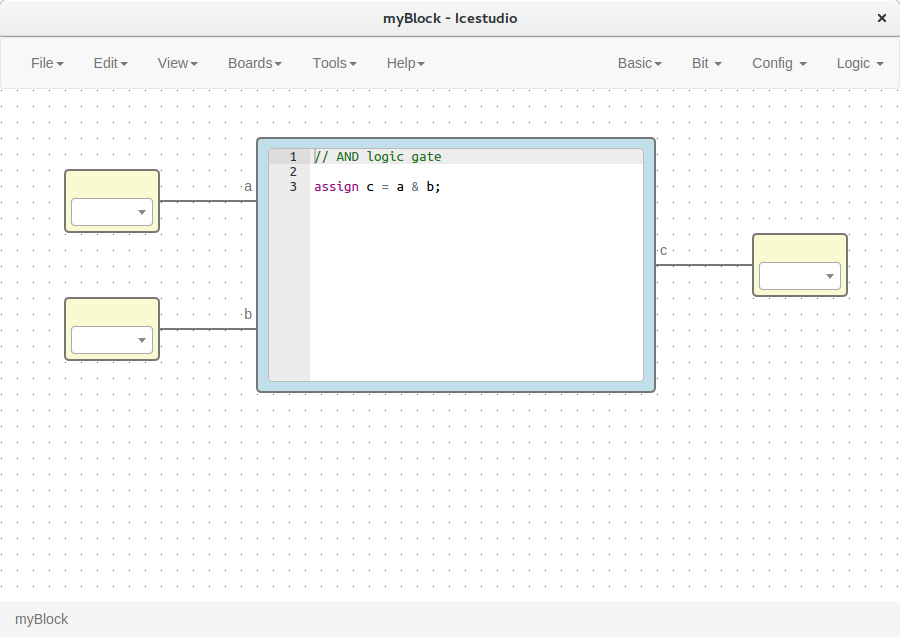 myBlock - Icestudio ×
File Edit View Boards Tools Help Basic Bit Config Logic
a
b
1 // AND logic gate
2
3 assign c = a & b;
c
myBlock